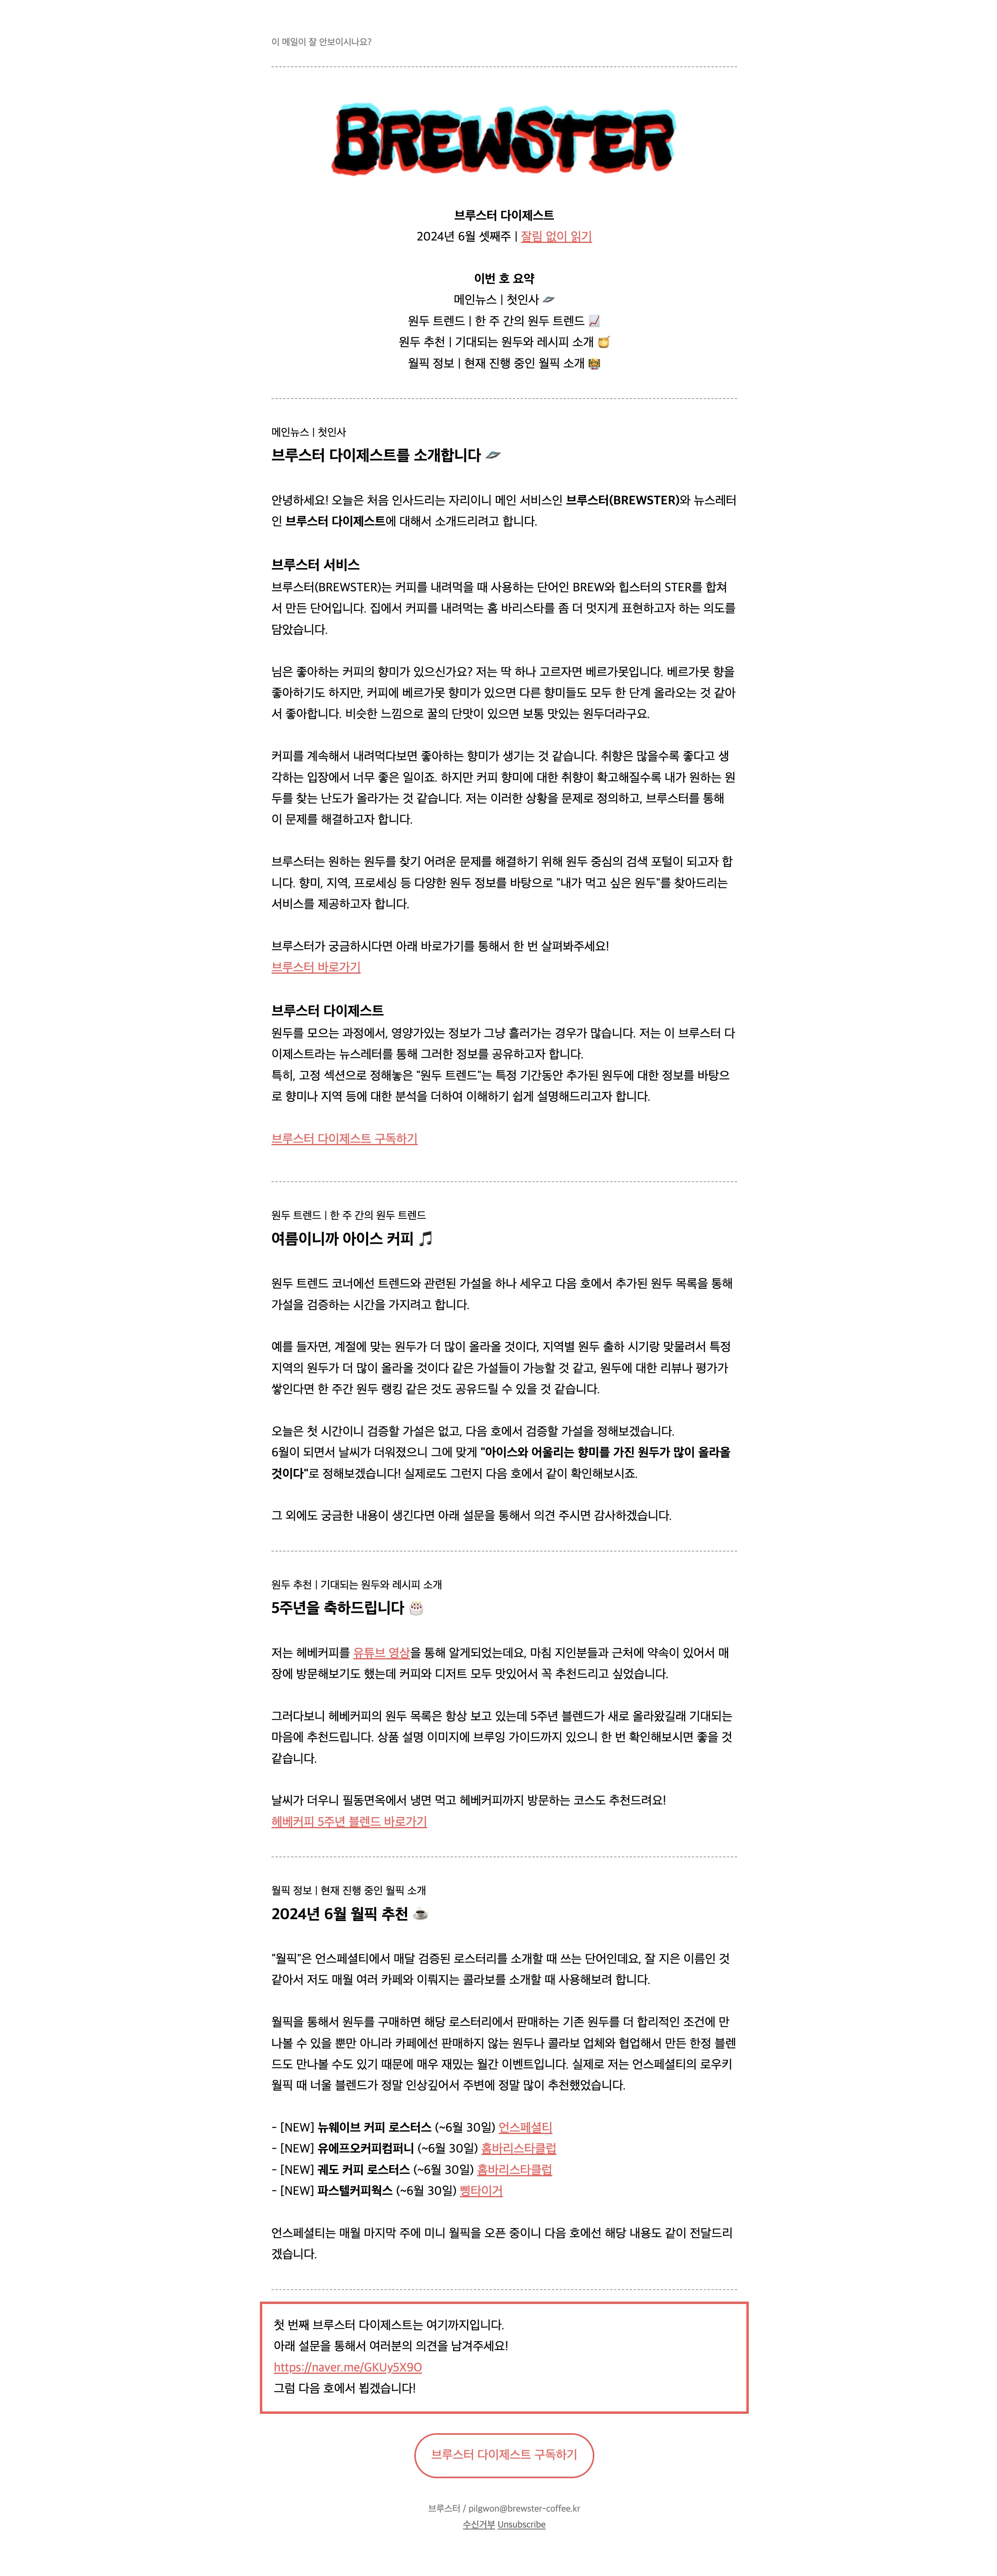 이 메일이 잘 안보이시나요?
BREWSTER
브루스터 다이제스트
2024년 6월 셋째주 | 잘림 없이 읽기
이번 호 요약
메인뉴스 | 첫인사 🪶
원두 트렌드 | 한 주 간의 원두 트렌드 📈
원두 추천 | 기대되는 원두와 레시피 소개 🍯
월픽 정보 | 현재 진행 중인 월픽 소개
메인뉴스 | 첫인사
브루스터 다이제스트를 소개합니다
안녕하세요! 오늘은 처음 인사드리는 자리이니 메인 서비스인 브루스터(BREWSTER)와 뉴스레터
인 브루스터 다이제스트에 대해서 소개드리려고 합니다.
브루스터 서비스
브루스터(BREWSTER)는 커피를 내려먹을 때 사용하는 단어인 BREW와 힙스터의 STER를 합쳐
서 만든 단어입니다. 집에서 커피를 내려먹는 홈 바리스타를 좀 더 멋지게 표현하고자 하는 의도를
담았습니다.
님은 좋아하는 커피의 향미가 있으신가요? 저는 딱 하나 고르자면 베르가못입니다. 베르가못 향을
좋아하기도 하지만, 커피에 베르가못 향미가 있으면 다른 향미들도 모두 한 단계 올라오는 것 같아
서 좋아합니다. 비슷한 느낌으로 꿀의 단맛이 있으면 보통 맛있는 원두더라구요.
커피를 계속해서 내려먹다보면 좋아하는 향미가 생기는 것 같습니다. 취향은 많을수록 좋다고 생
각하는 입장에서 너무 좋은 일이죠. 하지만 커피 향미에 대한 취향이 확고해질수록 내가 원하는 원
두를 찾는 난도가 올라가는 것 같습니다. 저는 이러한 상황을 문제로 정의하고, 브루스터를 통해
이 문제를 해결하고자 합니다.
브루스터는 원하는 원두를 찾기 어려운 문제를 해결하기 위해 원두 중심의 검색 포털이 되고자 합
니다. 향미, 지역, 프로세싱 등 다양한 원두 정보를 바탕으로 "내가 먹고 싶은 원두"를 찾아드리는
서비스를 제공하고자 합니다.
브루스터가 궁금하시다면 아래 바로가기를 통해서 한 번 살펴봐주세요!
브루스터 바로가기
브루스터 다이제스트
원두를 모으는 과정에서, 영양가있는 정보가 그냥 흘러가는 경우가 많습니다. 저는 이 브루스터 다
이제스트라는 뉴스레터를 통해 그러한 정보를 공유하고자 합니다.
특히, 고정 섹션으로 정해놓은 "원두 트렌드"는 특정 기간동안 추가된 원두에 대한 정보를 바탕으
로 향미나 지역 등에 대한 분석을 더하여 이해하기 쉽게 설명해드리고자 합니다.
브루스터 다이제스트 구독하기
원두 트렌드 | 한 주 간의 원두 트렌드
여름이니까 아이스 커피 🎵
원두 트렌드 코너에선 트렌드와 관련된 가설을 하나 세우고 다음 호에서 추가된 원두 목록을 통해
가설을 검증하는 시간을 가지려고 합니다.
예를 들자면, 계절에 맞는 원두가 더 많이 올라올 것이다, 지역별 원두 출하 시기랑 맞물려서 특정
지역의 원두가 더 많이 올라올 것이다 같은 가설들이 가능할 것 같고, 원두에 대한 리뷰나 평가가
쌓인다면 한 주간 원두 랭킹 같은 것도 공유드릴 수 있을 것 같습니다.
오늘은 첫 시간이니 검증할 가설은 없고, 다음 호에서 검증할 가설을 정해보겠습니다.
6월이 되면서 날씨가 더워졌으니 그에 맞게 "아이스와 어울리는 향미를 가진 원두가 많이 올라올
것이다"로 정해보겠습니다! 실제로도 그런지 다음 호에서 같이 확인해보시죠.
그 외에도 궁금한 내용이 생긴다면 아래 설문을 통해서 의견 주시면 감사하겠습니다.
원두 추천 | 기대되는 원두와 레시피 소개
5주년을 축하드립니다 🎂
저는 헤베커피를 유튜브 영상을 통해 알게되었는데요, 마침 지인분들과 근처에 약속이 있어서 매
장에 방문해보기도 했는데 커피와 디저트 모두 맛있어서 꼭 추천드리고 싶었습니다.
그러다보니 헤베커피의 원두 목록은 항상 보고 있는데 5주년 블렌드가 새로 올라왔길래 기대되는
마음에 추천드립니다. 상품 설명 이미지에 브루잉 가이드까지 있으니 한 번 확인해보시면 좋을 것
같습니다.
날씨가 더우니 필동면옥에서 냉면 먹고 헤베커피까지 방문하는 코스도 추천드려요!
헤베커피 5주년 블렌드 바로가기
월픽 정보 | 현재 진행 중인 월픽 소개
2024년 6월 월픽 추천 ☕
"월픽"은 언스페셜티에서 매달 검증된 로스터리를 소개할 때 쓰는 단어인데요, 잘 지은 이름인 것
같아서 저도 매월 여러 카페와 이뤄지는 콜라보를 소개할 때 사용해보려 합니다.
월픽을 통해서 원두를 구매하면 해당 로스터리에서 판매하는 기존 원두를 더 합리적인 조건에 만
나볼 수 있을 뿐만 아니라 카페에선 판매하지 않는 원두나 콜라보 업체와 협업해서 만든 한정 블렌
드도 만나볼 수도 있기 때문에 매우 재밌는 월간 이벤트입니다. 실제로 저는 언스페셜티의 로우키
월픽 때 너울 블렌드가 정말 인상깊어서 주변에 정말 많이 추천했었습니다.
- [NEW] 뉴웨이브 커피 로스터스 (~6월 30일) 언스페셜티
- [NEW] 유에프오커피컴퍼니 (~6월 30일) 홈바리스타클럽
- [NEW] 궤도 커피 로스터스 (~6월 30일) 홈바리스타클럽
- [NEW] 파스텔커피웍스 (~6월 30일) 삥타이거
언스페셜티는 매월 마지막 주에 미니 월픽을 오픈 중이니 다음 호에선 해당 내용도 같이 전달드리
겠습니다.
첫 번째 브루스터 다이제스트는 여기까지입니다.
아래 설문을 통해서 여러분의 의견을 남겨주세요!
https://naver.me/GKUy5X9O
그럼 다음 호에서 뵙겠습니다!
브루스터 다이제스트 구독하기
브루스터 / pilgwon@brewster-coffee.kr
수신거부 Unsubscribe